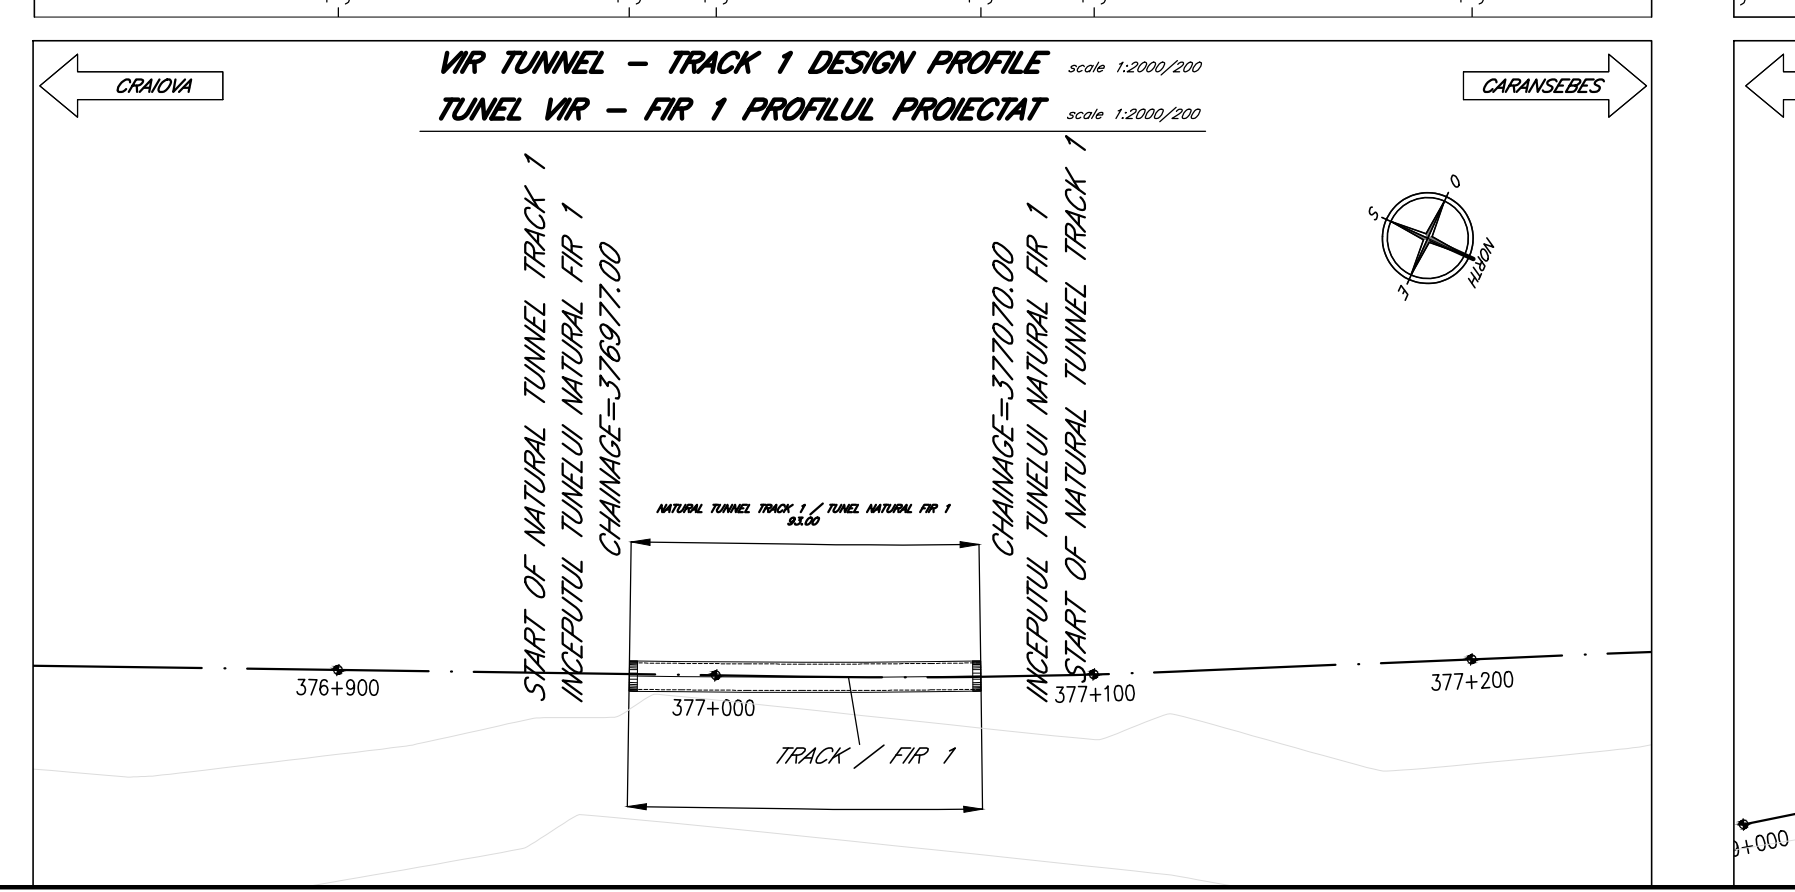 CRAIOVA
VIR TUNNEL – TRACK 1 DESIGN PROFILE scale 1:2000/200
TUNEL VIR – FIR 1 PROFILUL PROIECTAT scale 1:2000/200
CARANSEBES
START OF NATURAL TUNNEL TRACK 1
INCEPUTUL TUNELUI NATURAL FIR 1
CHAINAGE=376977.00
CHAINAGE=377070.00
INCEPUTUL TUNELUI NATURAL FIR 1
START OF NATURAL TUNNEL TRACK 1
O
S
NORTH
E
NATURAL TUNNEL TRACK 1 / TUNEL NATURAL FIR 1
93.00
376+900
377+000
377+100
377+200
TRACK / FIR 1
+000